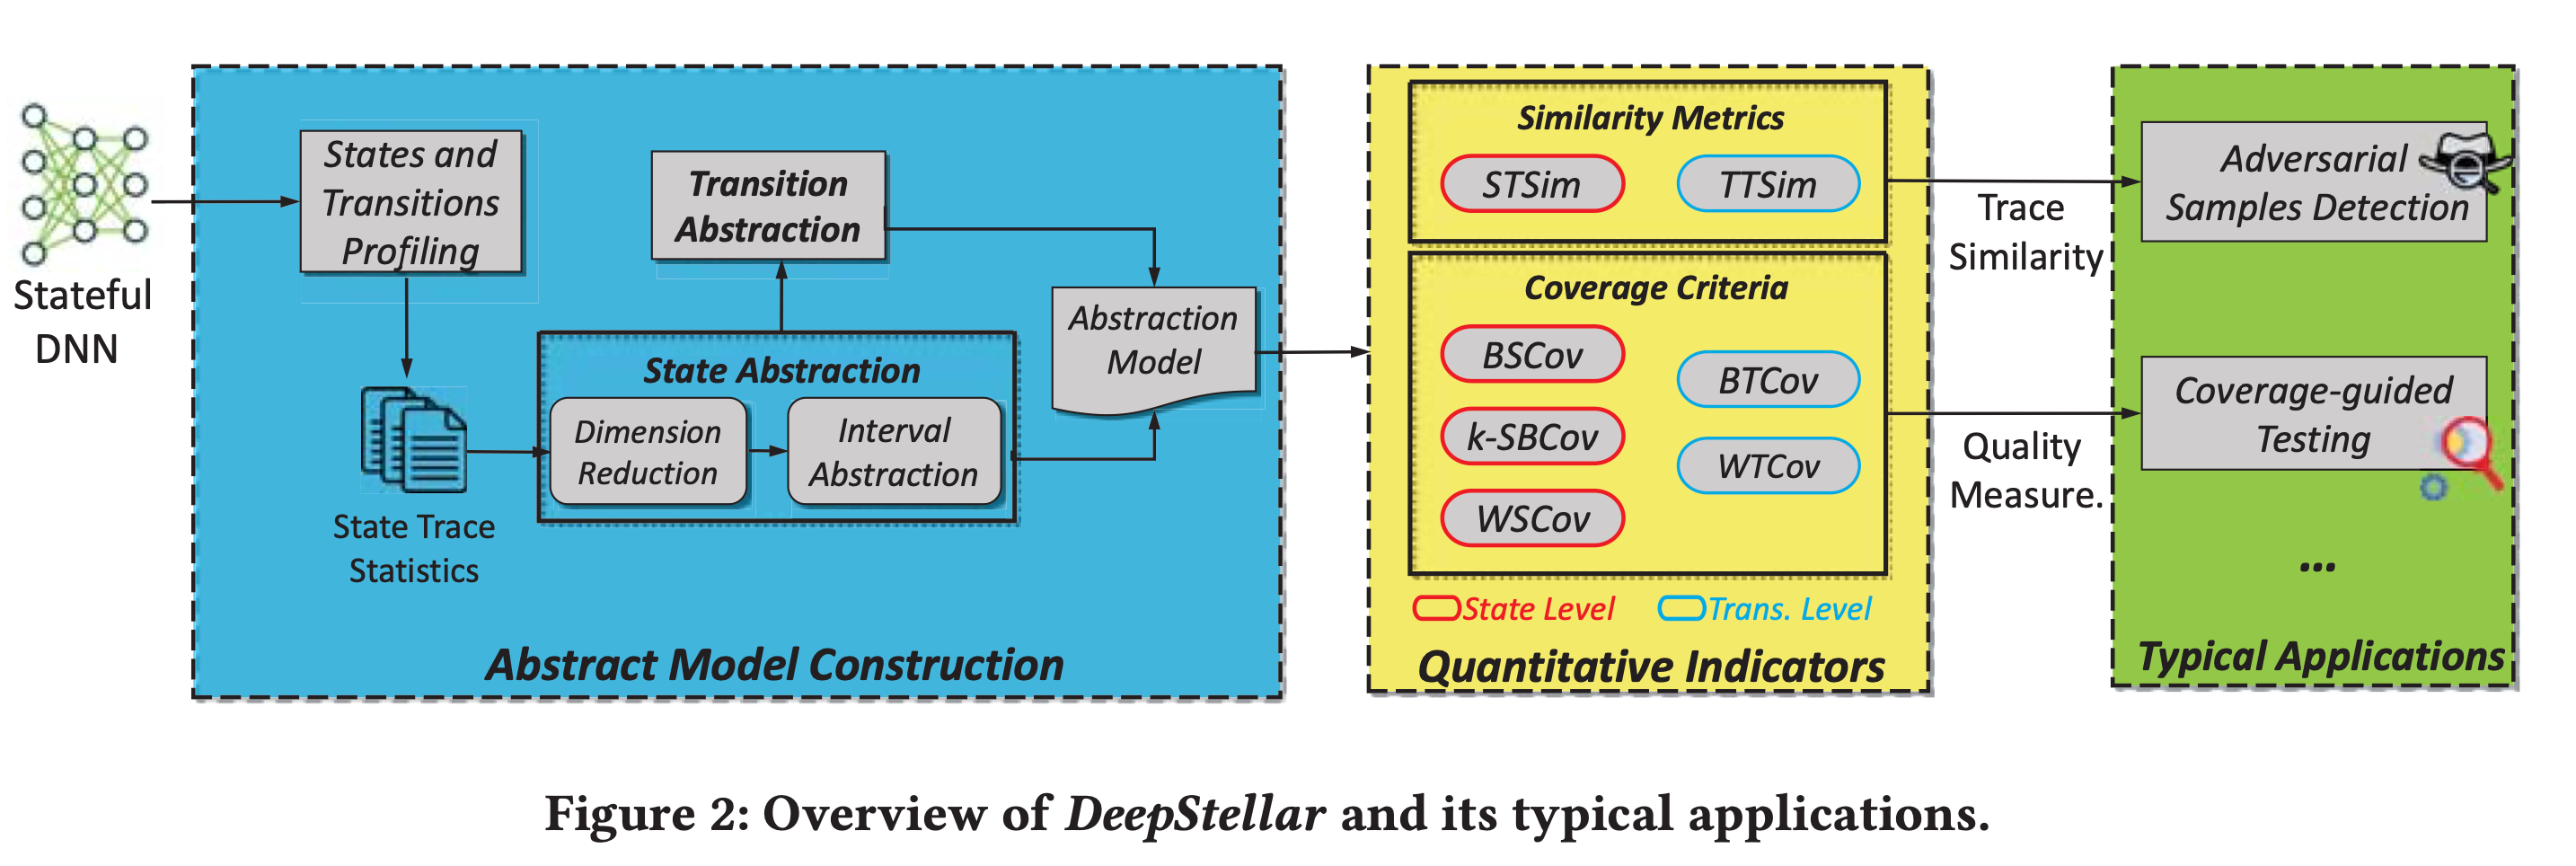 Stateful
DNN
States and
Transitions
Profiling
State Trace
Statistics
Transition
Abstraction
State Abstraction
Dimension
Reduction
Interval
Abstraction
Abstraction
Model
Abstract Model Construction
Similarity Metrics
STSim
TTSim
Coverage Criteria
BSCov
k-SBCov
WSCov
BTCov
WTCov
State Level
Trans. Level
Quantitative Indicators
Trace
Similarity
Quality
Measure.
Adversarial
Samples Detection
Coverage-guided
Testing
...
Typical Applications
Figure 2: Overview of DeepStellar and its typical applications.